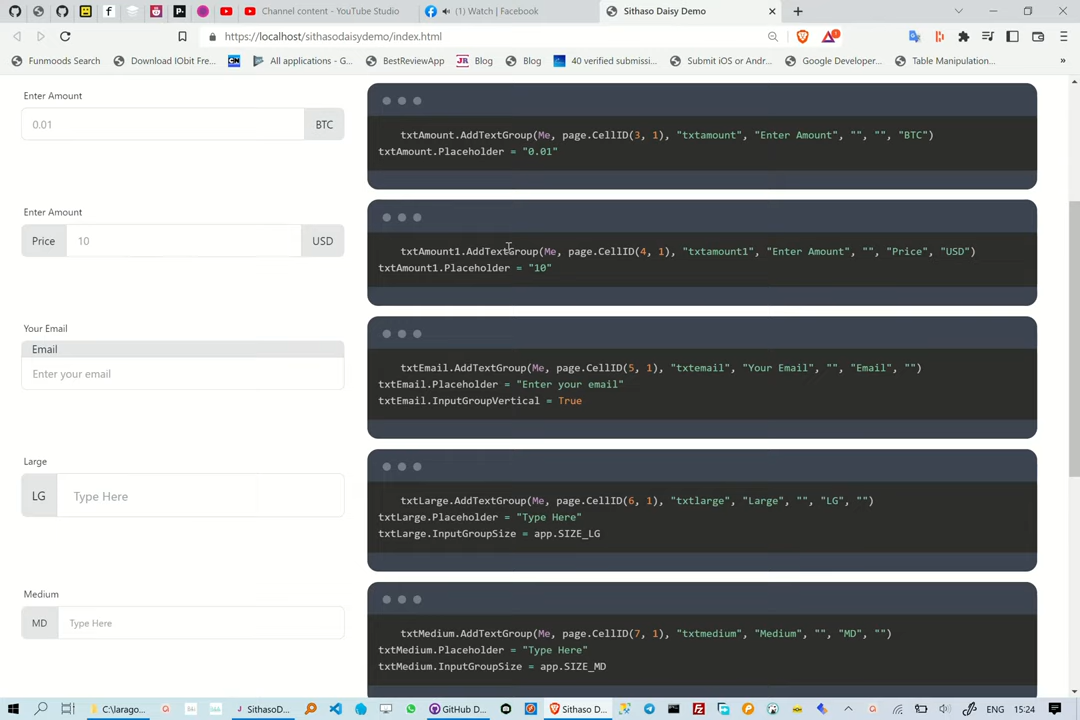 Channel content - YouTube Studio
(1) Watch | Facebook
Sithaso Daisy Demo
https://localhost/sithasodaisydemo/index.html
1
Funmoods Search
Download IObit Fre...
All applications - G...
BestReviewApp
JR Blog
Blog
40 verified submissi...
Submit iOS or Andr...
Google Developer...
Table Manipulation...
»
Enter Amount
0.01
BTC
txtAmount.AddTextGroup(Me, page.CellID(3, 1), "txtamount", "Enter Amount", "", "", "BTC")
txtAmount.Placeholder = "0.01"
Enter Amount
Price
10
USD
txtAmount1.AddTextGroup(Me, page.CellID(4, 1), "txtamount1", "Enter Amount", "", "Price", "USD")
txtAmount1.Placeholder = "10"
Your Email
Email
Enter your email
txtEmail.AddTextGroup(Me, page.CellID(5, 1), "txtemail", "Your Email", "", "Email", "")
txtEmail.Placeholder = "Enter your email"
txtEmail.InputGroupVertical = True
Large
LG
Type Here
txtLarge.AddTextGroup(Me, page.CellID(6, 1), "txtlarge", "Large", "", "LG", "")
txtLarge.Placeholder = "Type Here"
txtLarge.InputGroupSize = app.SIZE_LG
Medium
MD
Type Here
txtMedium.AddTextGroup(Me, page.CellID(7, 1), "txtmedium", "Medium", "", "MD", "")
txtMedium.Placeholder = "Type Here"
txtMedium.InputGroupSize = app.SIZE_MD
C:\larago...
SithasoD...
GitHub D...
Sithaso D...
ENG
15:24